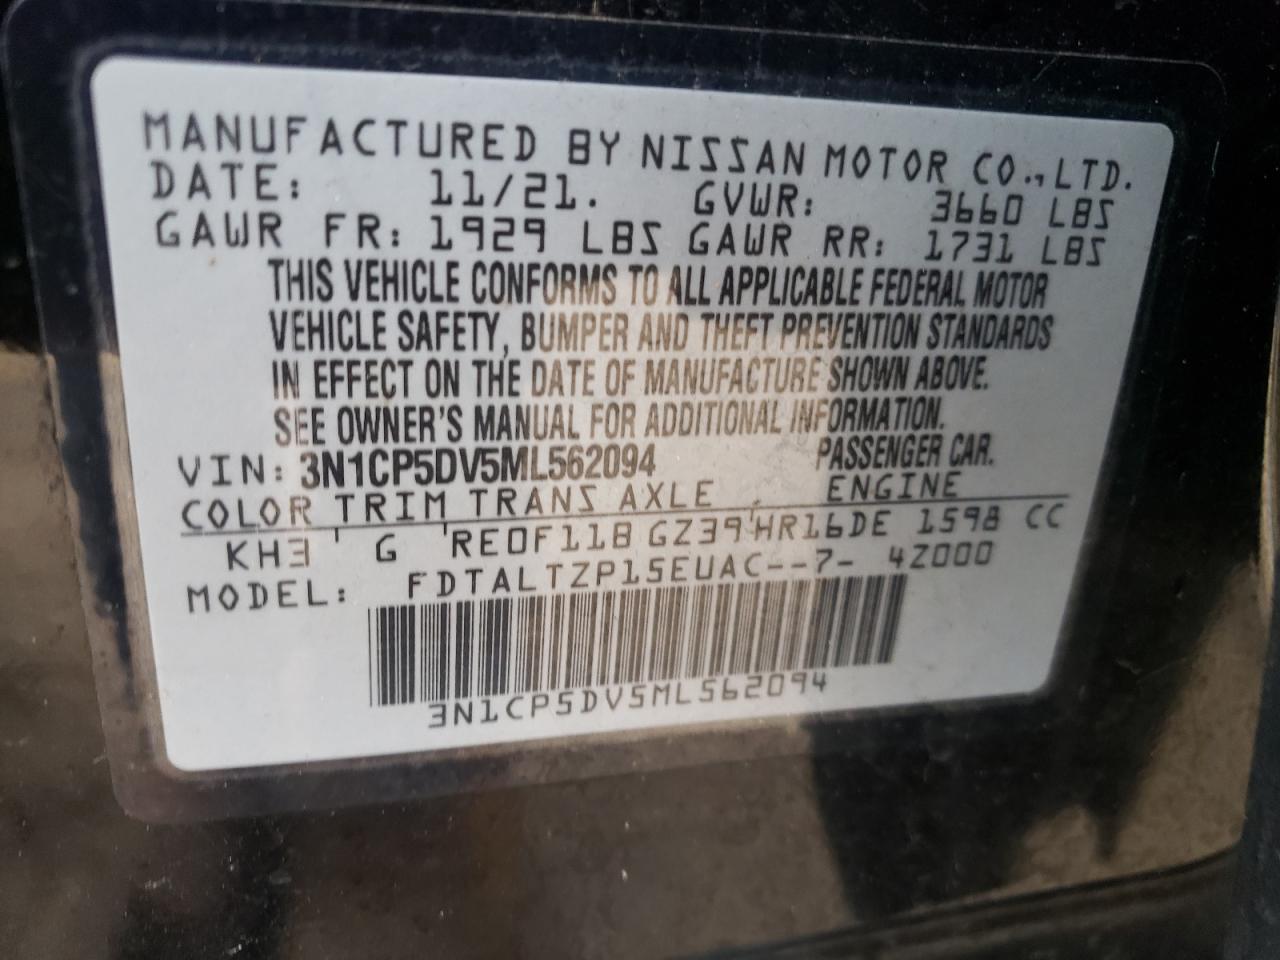 MANUFACTURED BY NISSAN MOTOR CO.,LTD.
DATE: 11/21. GVWR: 3660 LBS
GAWR FR: 1929 LBS GAWR RR: 1731 LBS
THIS VEHICLE CONFORMS TO ALL APPLICABLE FEDERAL MOTOR
VEHICLE SAFETY, BUMPER AND THEFT PREVENTION STANDARDS
IN EFFECT ON THE DATE OF MANUFACTURE SHOWN ABOVE.
SEE OWNER'S MANUAL FOR ADDITIONAL INFORMATION.
VIN: 3N1CP5DV5ML562094 PASSENGER CAR.
COLOR TRIM TRANS AXLE ENGINE
KH3 G RE0F11B GZ39 HR16DE 1598 CC
MODEL: FDTALTZP15EUAC--7- 4Z000
3N1CP5DV5ML562094